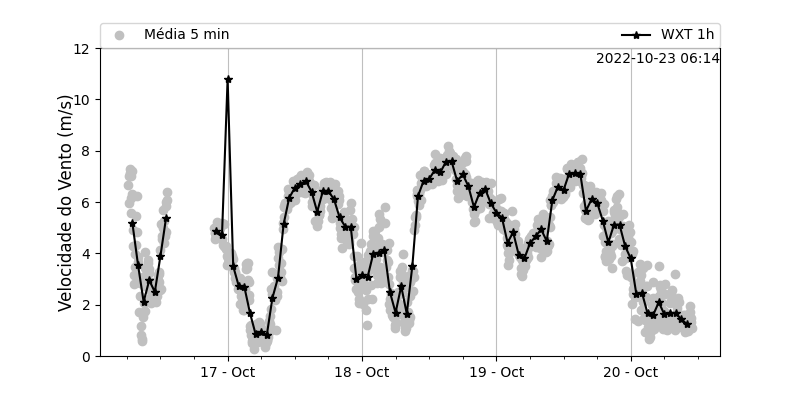 Média 5 min
WXT 1h
2022-10-23 06:14
Velocidade do Vento (m/s)
12
10
8
6
4
2
0
17 - Oct
18 - Oct
19 - Oct
20 - Oct